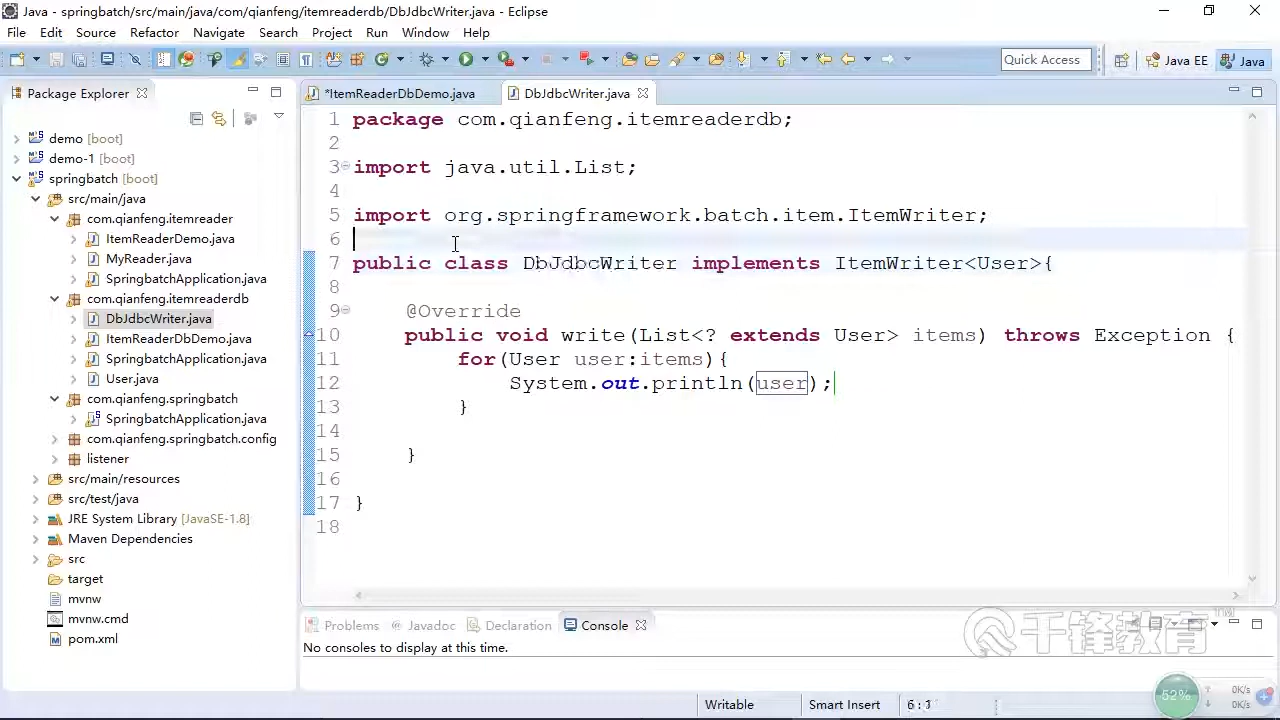 Java - springbatch/src/main/java/com/qianfeng/itemreaderdb/DbJdbcWriter.java - Eclipse
File Edit Source Refactor Navigate Search Project Run Window Help
Quick Access
Java EE
Java
Package Explorer
*ItemReaderDbDemo.java
DbJdbcWriter.java
demo [boot]
demo-1 [boot]
springbatch [boot]
src/main/java
com.qianfeng.itemreader
ItemReaderDemo.java
MyReader.java
SpringbatchApplication.java
com.qianfeng.itemreaderdb
DbJdbcWriter.java
ItemReaderDbDemo.java
SpringbatchApplication.java
User.java
com.qianfeng.springbatch
SpringbatchApplication.java
com.qianfeng.springbatch.config
listener
src/main/resources
src/test/java
JRE System Library [JavaSE-1.8]
Maven Dependencies
src
target
mvnw
mvnw.cmd
pom.xml
1 package com.qianfeng.itemreaderdb;
2
3 import java.util.List;
4
5 import org.springframework.batch.item.ItemWriter;
6
7 public class DbJdbcWriter implements ItemWriter<User>{
8
9 @Override
10 public void write(List<? extends User> items) throws Exception {
11 for(User user:items){
12 System.out.println(user);
13 }
14
15 }
16
17 }
18
Problems @ Javadoc Declaration Console
No consoles to display at this time.
千锋教育 TM
Writable
Smart Insert
52%
0K/s
0K/s